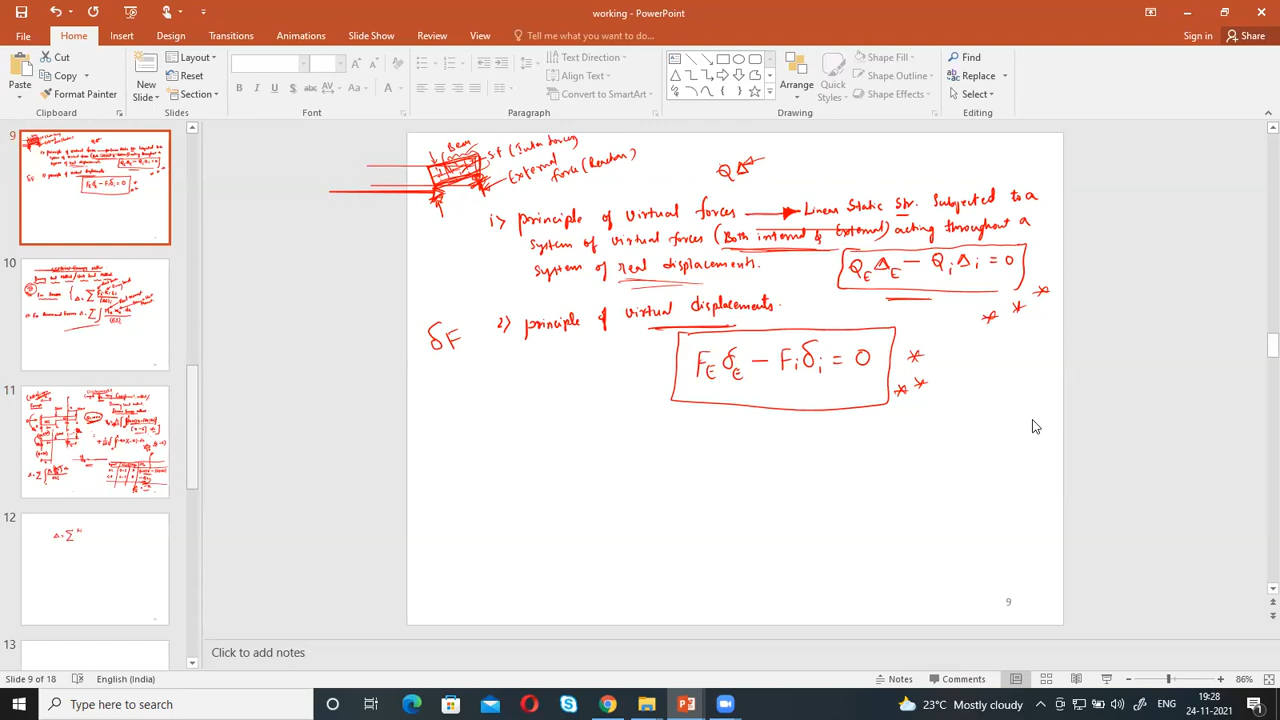 working - PowerPoint
File Home Insert Design Transitions Animations Slide Show Review View Tell me what you want to do... Sign in Share
Paste Cut Copy Format Painter
New Slide Layout Reset Section
B I U S abc AV Aa A
Text Direction Align Text Convert to SmartArt
Arrange Quick Styles Shape Fill Shape Outline Shape Effects
Find Replace Select
Clipboard Slides Font Paragraph Drawing Editing
9
10
11
12
13
Beam
SF (Inter forces)
External
force (Reaction)
Q Δ
1) principle of virtual forces → Linear Static Str. Subjected to a
system of virtual forces (Both internal & External) acting throughout a
system of real displacements.
Q_E Δ_E - Q_i Δ_i = 0
2) principle of virtual displacements.
δF
F_E δ_E - F_i δ_i = 0
9
Click to add notes
Slide 9 of 18 English (India) Notes Comments 86%
Type here to search
23°C Mostly cloudy ENG 19:28 24-11-2021